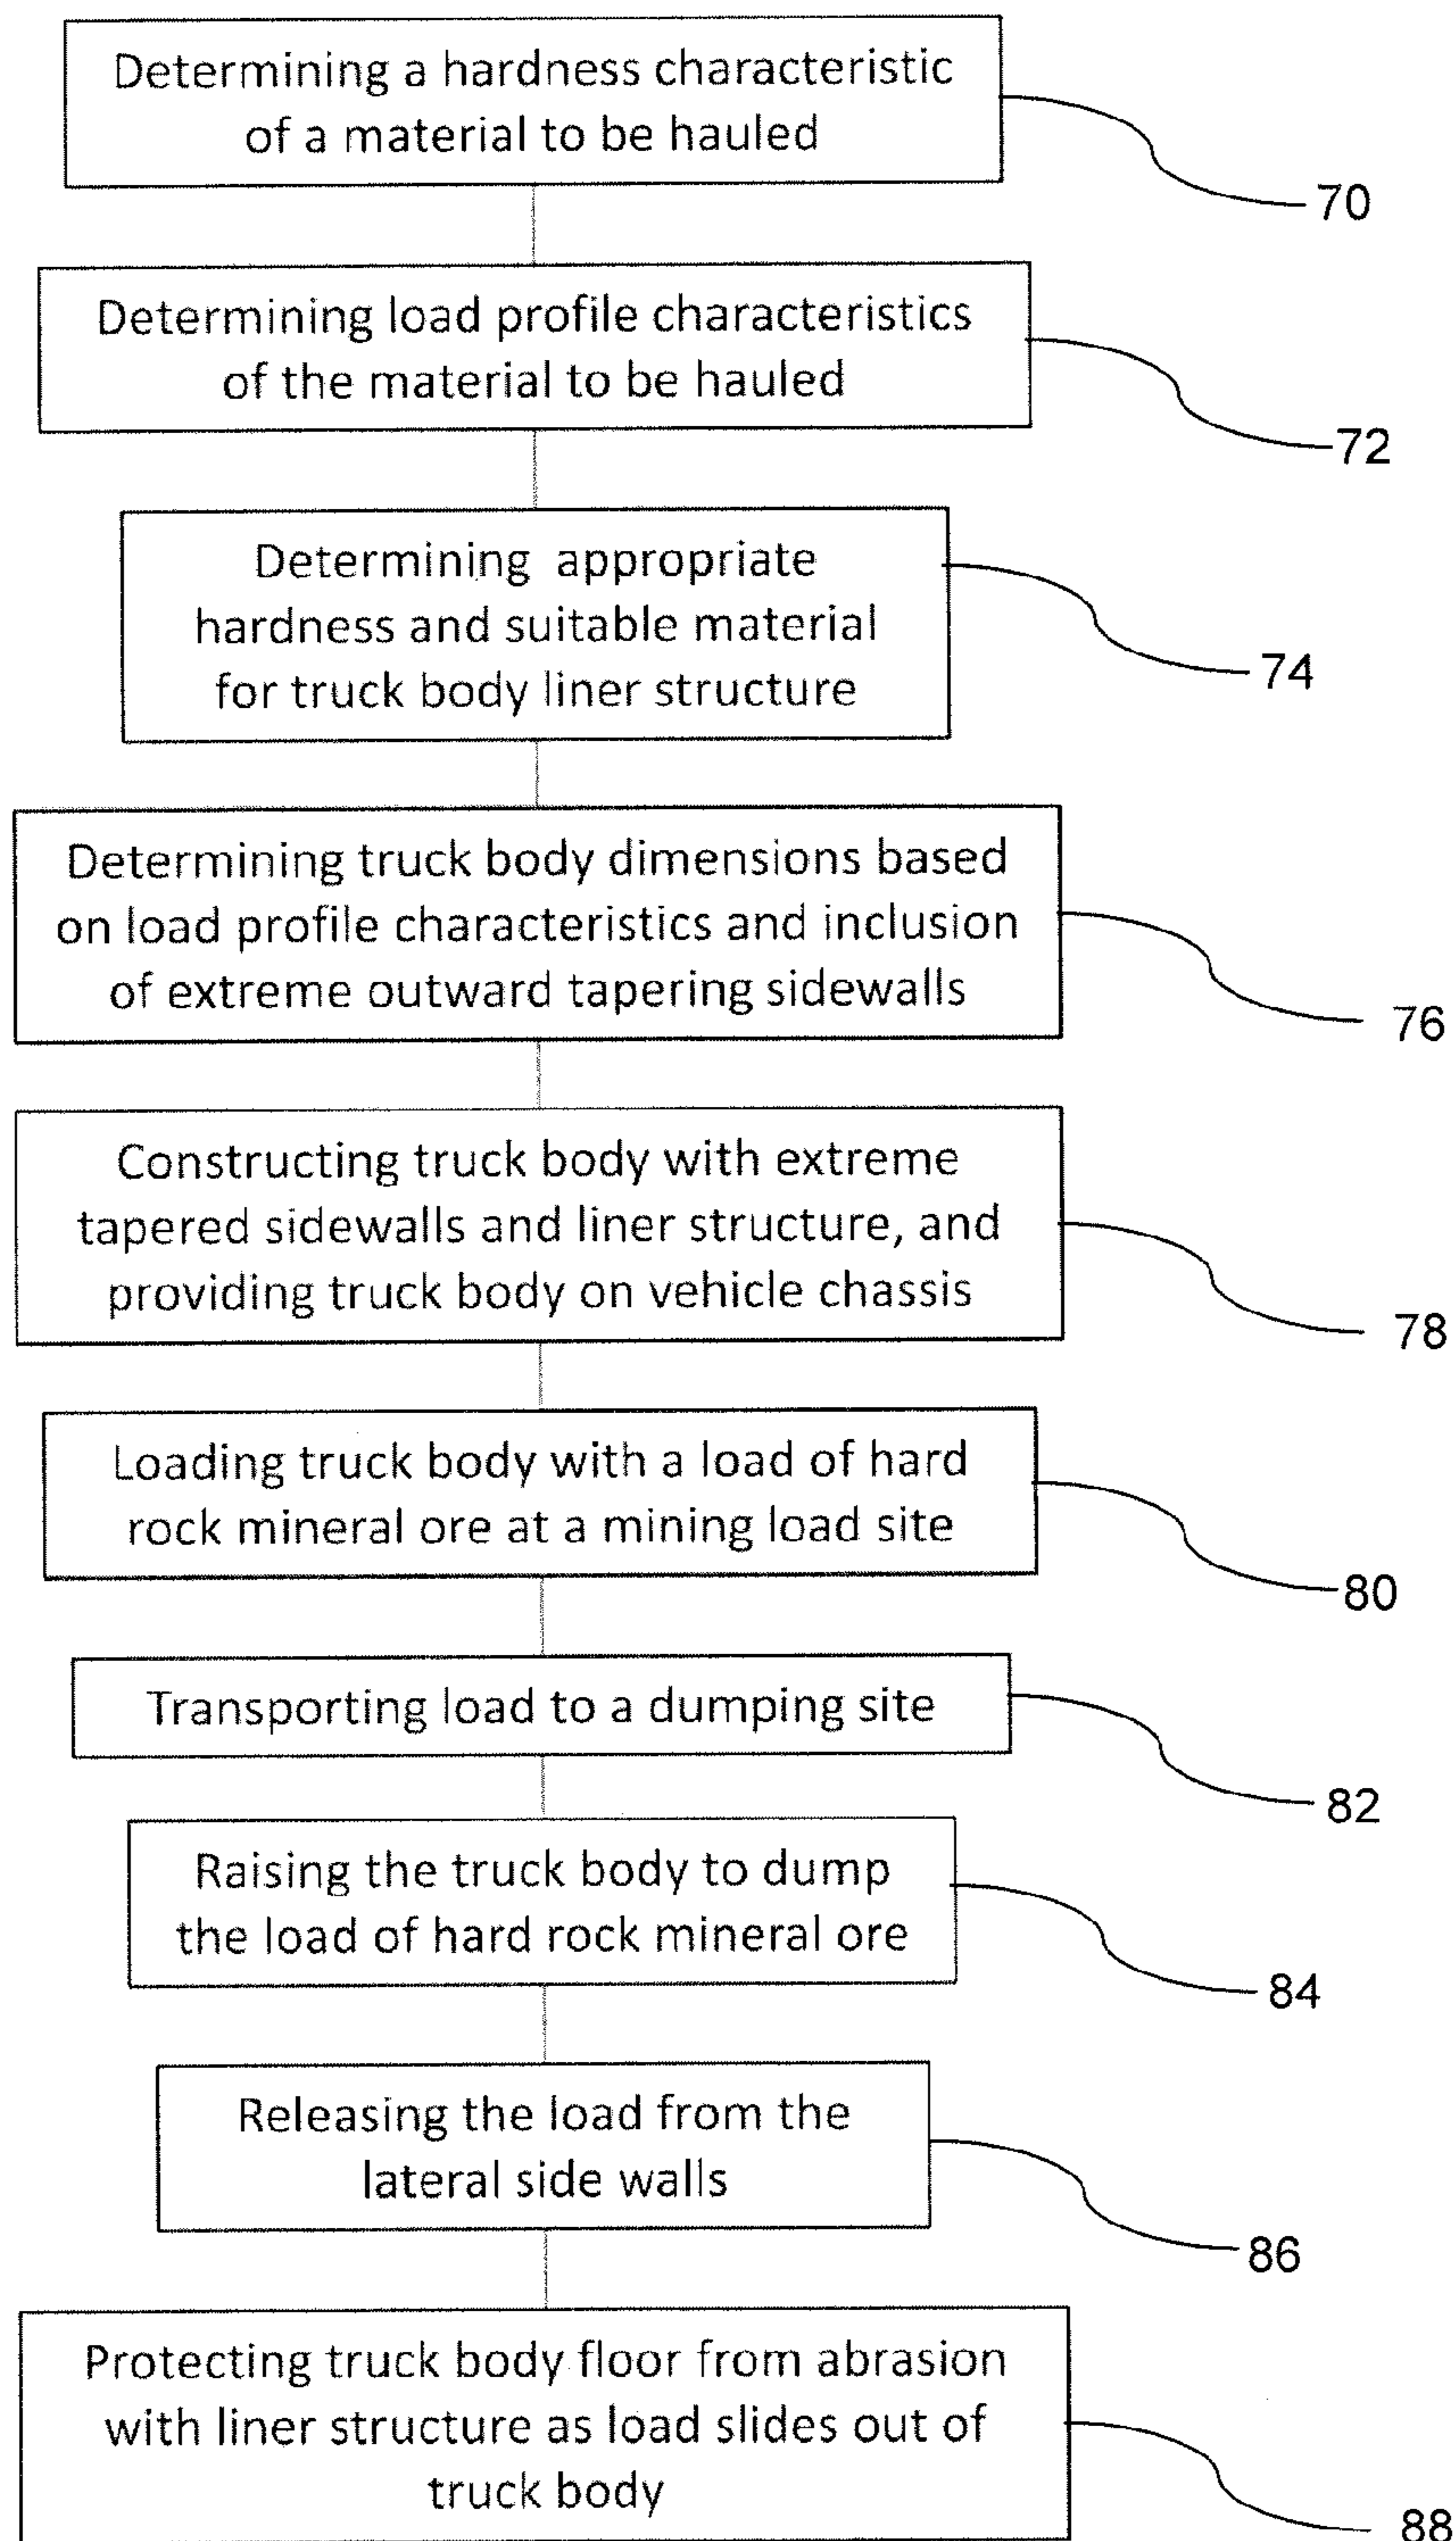 Determining a hardness characteristic
of a material to be hauled
70
Determining load profile characteristics
of the material to be hauled
72
Determining appropriate
hardness and suitable material
for truck body liner structure
74
Determining truck body dimensions based
on load profile characteristics and inclusion
of extreme outward tapering sidewalls
76
Constructing truck body with extreme
tapered sidewalls and liner structure, and
providing truck body on vehicle chassis
78
Loading truck body with a load of hard
rock mineral ore at a mining load site
80
Transporting load to a dumping site
82
Raising the truck body to dump
the load of hard rock mineral ore
84
Releasing the load from the
lateral side walls
86
Protecting truck body floor from abrasion
with liner structure as load slides out of
truck body
88